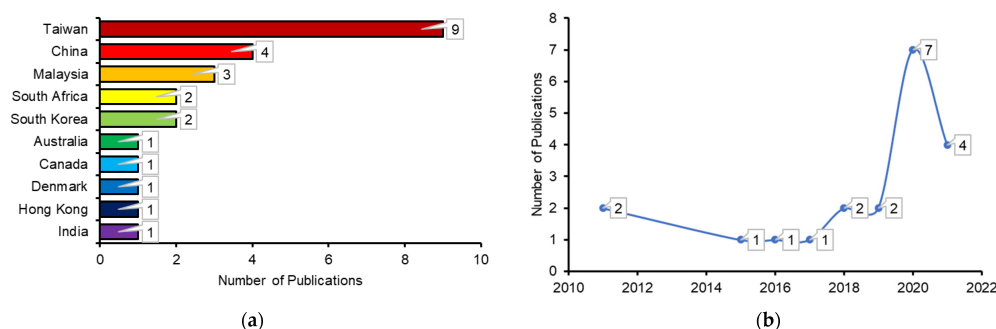 Taiwan 9
China 4
Malaysia 3
South Africa 2
South Korea 2
Australia 1
Canada 1
Denmark 1
Hong Kong 1
India 1
0 2 4 6 8 10
Number of Publications
(a)
Number of Publications
8
7 7
6
5
4 4
3
2 2 2 2
1 1 1 1
0
2010 2012 2014 2016 2018 2020 2022
(b)